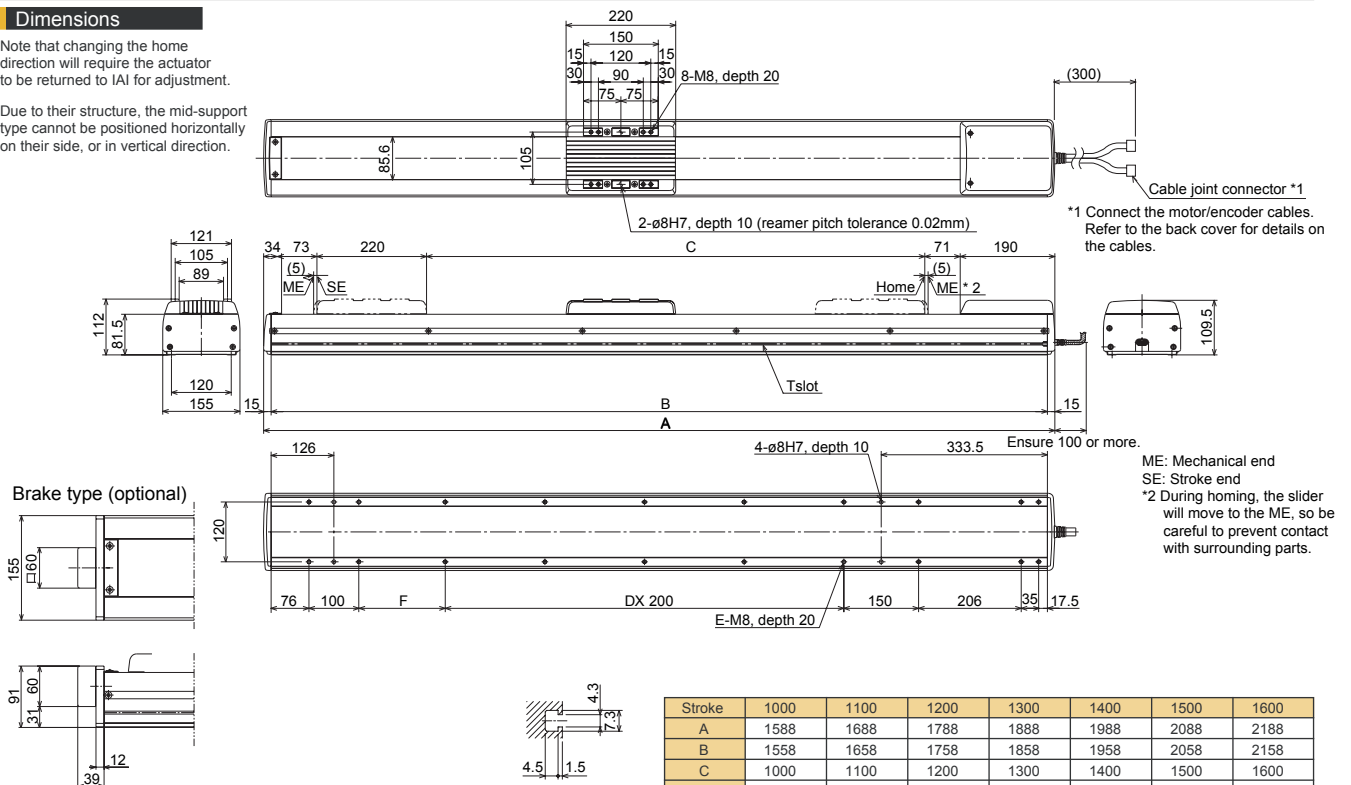 Dimensions
Note that changing the home
direction will require the actuator
to be returned to IAI for adjustment.
Due to their structure, the mid-support
type cannot be positioned horizontally
on their side, or in vertical direction.
220
150
15 120 15
30 90 30
75 75
8-M8, depth 20
(300)
85.6
105
Cable joint connector *1
2-ø8H7, depth 10 (reamer pitch tolerance 0.02mm)
*1 Connect the motor/encoder cables.
Refer to the back cover for details on
the cables.
121
105
89
112
81.5
120
155
34 73 220 C 71 190
(5) (5)
ME SE Home ME * 2
109.5
Tslot
15 B 15
A
Ensure 100 or more.
126
4-ø8H7, depth 10
333.5
ME: Mechanical end
SE: Stroke end
*2 During homing, the slider
will move to the ME, so be
careful to prevent contact
with surrounding parts.
120
76 100 F DX 200 150 206 35 17.5
E-M8, depth 20
Brake type (optional)
155
□60
91
60
31
12
39
4.3
7.3
4.5 1.5
Stroke 1000 1100 1200 1300 1400 1500 1600
A 1588 1688 1788 1888 1988 2088 2188
B 1558 1658 1758 1858 1958 2058 2158
C 1000 1100 1200 1300 1400 1500 1600